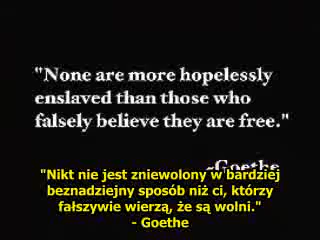 "None are more hopelessly
enslaved than those who
falsely believe they are free."
-Goethe
"Nikt nie jest zniewolony w bardziej
beznadziejny sposób niż ci, którzy
fałszywie wierzą, że są wolni."
- Goethe